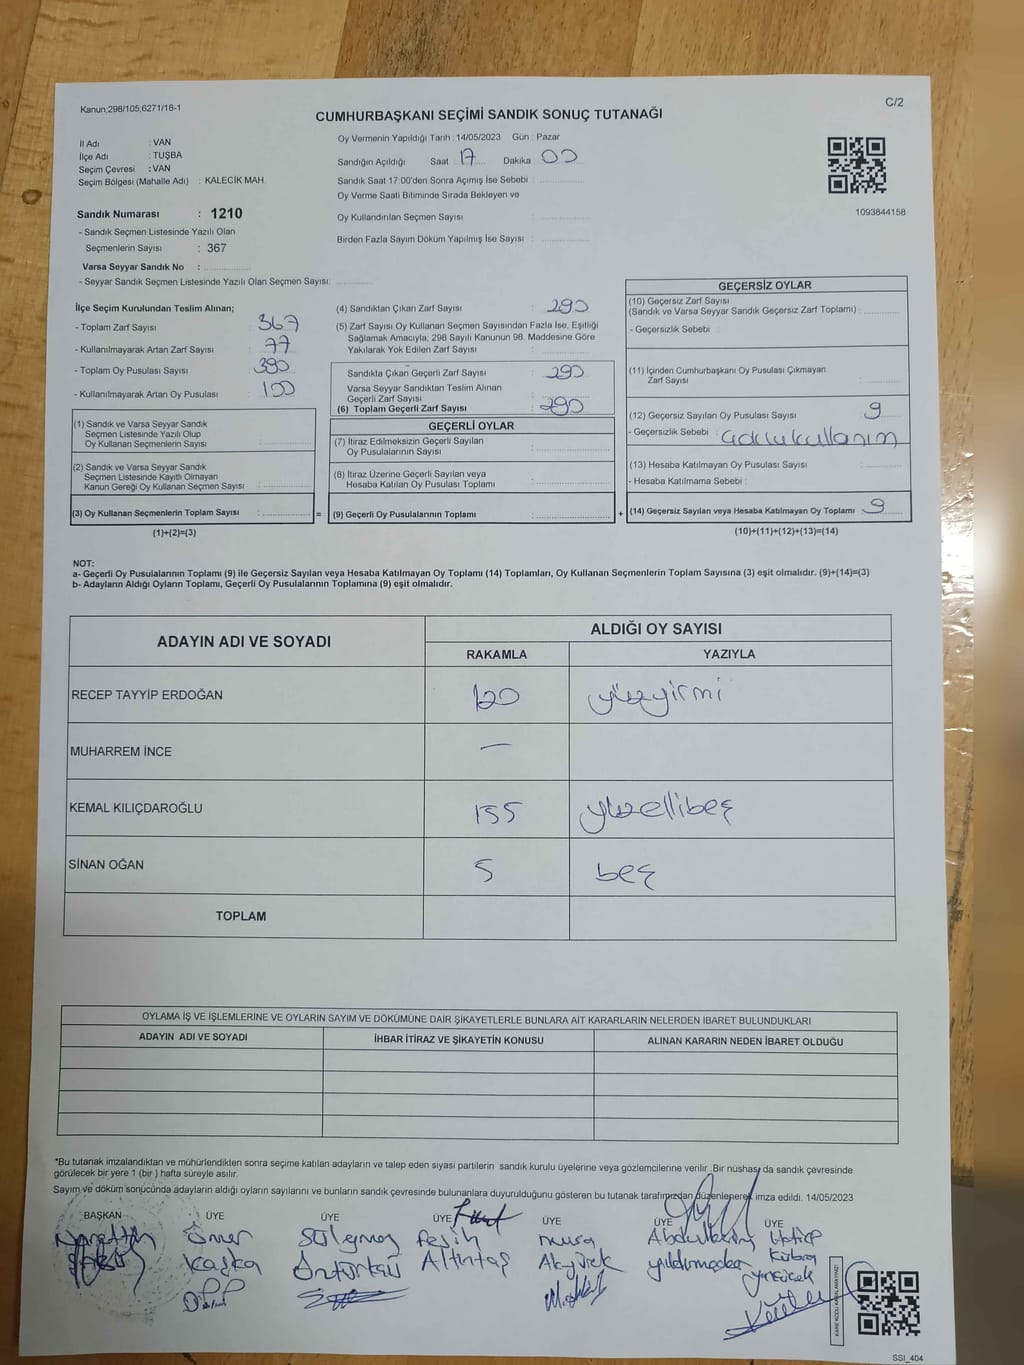 Kanun;298/105;6271/18-1
C/2
CUMHURBAŞKANI SEÇİMİ SANDIK SONUÇ TUTANAĞI
İl Adı : VAN
İlçe Adı : TUŞBA
Seçim Çevresi : VAN
Seçim Bölgesi (Mahalle Adı) : KALECİK MAH.
Oy Vermenin Yapıldığı Tarih : 14/05/2023 Gün : Pazar
Sandığın Açıldığı Saat : 17 Dakika : 00
Sandık Saat 17:00'den Sonra Açımış İse Sebebi :
Oy Verme Saati Bitiminde Sırada Bekleyen ve
Oy Kullandırılan Seçmen Sayısı :
Birden Fazla Sayım Döküm Yapılmış İse Sayısı :
1093844158
Sandık Numarası : 1210
- Sandık Seçmen Listesinde Yazılı Olan
Seçmenlerin Sayısı : 367
Varsa Seyyar Sandık No :
- Seyyar Sandık Seçmen Listesinde Yazılı Olan Seçmen Sayısı:
İlçe Seçim Kurulundan Teslim Alınan;
- Toplam Zarf Sayısı : 367
- Kullanılmayarak Artan Zarf Sayısı : 77
- Toplam Oy Pusulası Sayısı : 390
- Kullanılmayarak Artan Oy Pusulası : 100
(1) Sandık ve Varsa Seyyar Sandık
Seçmen Listesinde Yazılı Olup
Oy Kullanan Seçmenlerin Sayısı :
(2) Sandık ve Varsa Seyyar Sandık
Seçmen Listesinde Kayıtlı Olmayan
Kanun Gereği Oy Kullanan Seçmen Sayısı :
(3) Oy Kullanan Seçmenlerin Toplam Sayısı :
(1)+(2)=(3)
(4) Sandıktan Çıkan Zarf Sayısı : 290
(5) Zarf Sayısı Oy Kullanan Seçmen Sayısından Fazla İse, Eşitliği
Sağlamak Amacıyla, 298 Sayılı Kanunun 98. Maddesine Göre
Yakılarak Yok Edilen Zarf Sayısı :
Sandıkta Çıkan Geçerli Zarf Sayısı : 290
Varsa Seyyar Sandıktan Teslim Alınan
Geçerli Zarf Sayısı :
(6) Toplam Geçerli Zarf Sayısı : 290
GEÇERLİ OYLAR
(7) İtiraz Edilmeksizin Geçerli Sayılan
Oy Pusulalarının Sayısı :
(8) İtiraz Üzerine Geçerli Sayılan veya
Hesaba Katılan Oy Pusulası Toplamı :
= (9) Geçerli Oy Pusulalarının Toplamı :
GEÇERSİZ OYLAR
(10) Geçersiz Zarf Sayısı
(Sandık ve Varsa Seyyar Sandık Geçersiz Zarf Toplamı) :
- Geçersizlik Sebebi :
(11) İçinden Cumhurbaşkanı Oy Pusulası Çıkmayan
Zarf Sayısı :
(12) Geçersiz Sayılan Oy Pusulası Sayısı : 9
- Geçersizlik Sebebi :
(13) Hesaba Katılmayan Oy Pusulası Sayısı :
- Hesaba Katılmama Sebebi :
+ (14) Geçersiz Sayılan veya Hesaba Katılmayan Oy Toplamı : 9
(10)+(11)+(12)+(13)=(14)
NOT:
a- Geçerli Oy Pusulalarının Toplamı (9) ile Geçersiz Sayılan veya Hesaba Katılmayan Oy Toplamı (14) Toplamları, Oy Kullanan Seçmenlerin Toplam Sayısına (3) eşit olmalıdır. (9)+(14)=(3)
b- Adayların Aldığı Oyların Toplamı, Geçerli Oy Pusulalarının Toplamına (9) eşit olmalıdır.
ADAYIN ADI VE SOYADI
ALDIĞI OY SAYISI
RAKAMLA YAZIYLA
RECEP TAYYİP ERDOĞAN 120 yüzyirmi
MUHARREM İNCE —
KEMAL KILIÇDAROĞLU 155 yüzellibeş
SİNAN OĞAN 5 beş
TOPLAM
OYLAMA İŞ VE İŞLEMLERİNE VE OYLARIN SAYIM VE DÖKÜMÜNE DAİR ŞİKAYETLERLE BUNLARA AİT KARARLARIN NELERDEN İBARET BULUNDUKLARI
ADAYIN ADI VE SOYADI İHBAR İTİRAZ VE ŞİKAYETİN KONUSU ALINAN KARARIN NEDEN İBARET OLDUĞU
*Bu tutanak imzalandıktan ve mühürlendikten sonra seçime katılan adayların ve talep eden siyasi partilerin sandık kurulu üyelerine veya gözlemcilerine verilir. Bir nüshası da sandık çevresinde
görülecek bir yere 1 (bir ) hafta süreyle asılır.
Sayım ve döküm sonucunda adayların aldığı oyların sayılarını ve bunların sandık çevresinde bulunanlara duyurulduğunu gösteren bu tutanak tarafımızdan düzenlenerek imza edildi. 14/05/2023
BAŞKAN ÜYE ÜYE ÜYE ÜYE ÜYE ÜYE
Ömer Süleyman Fesih Musa Abdulkerim Hatice
Kaşka Öntürkü Altıntaş Akyürek Kübra
SSI_404